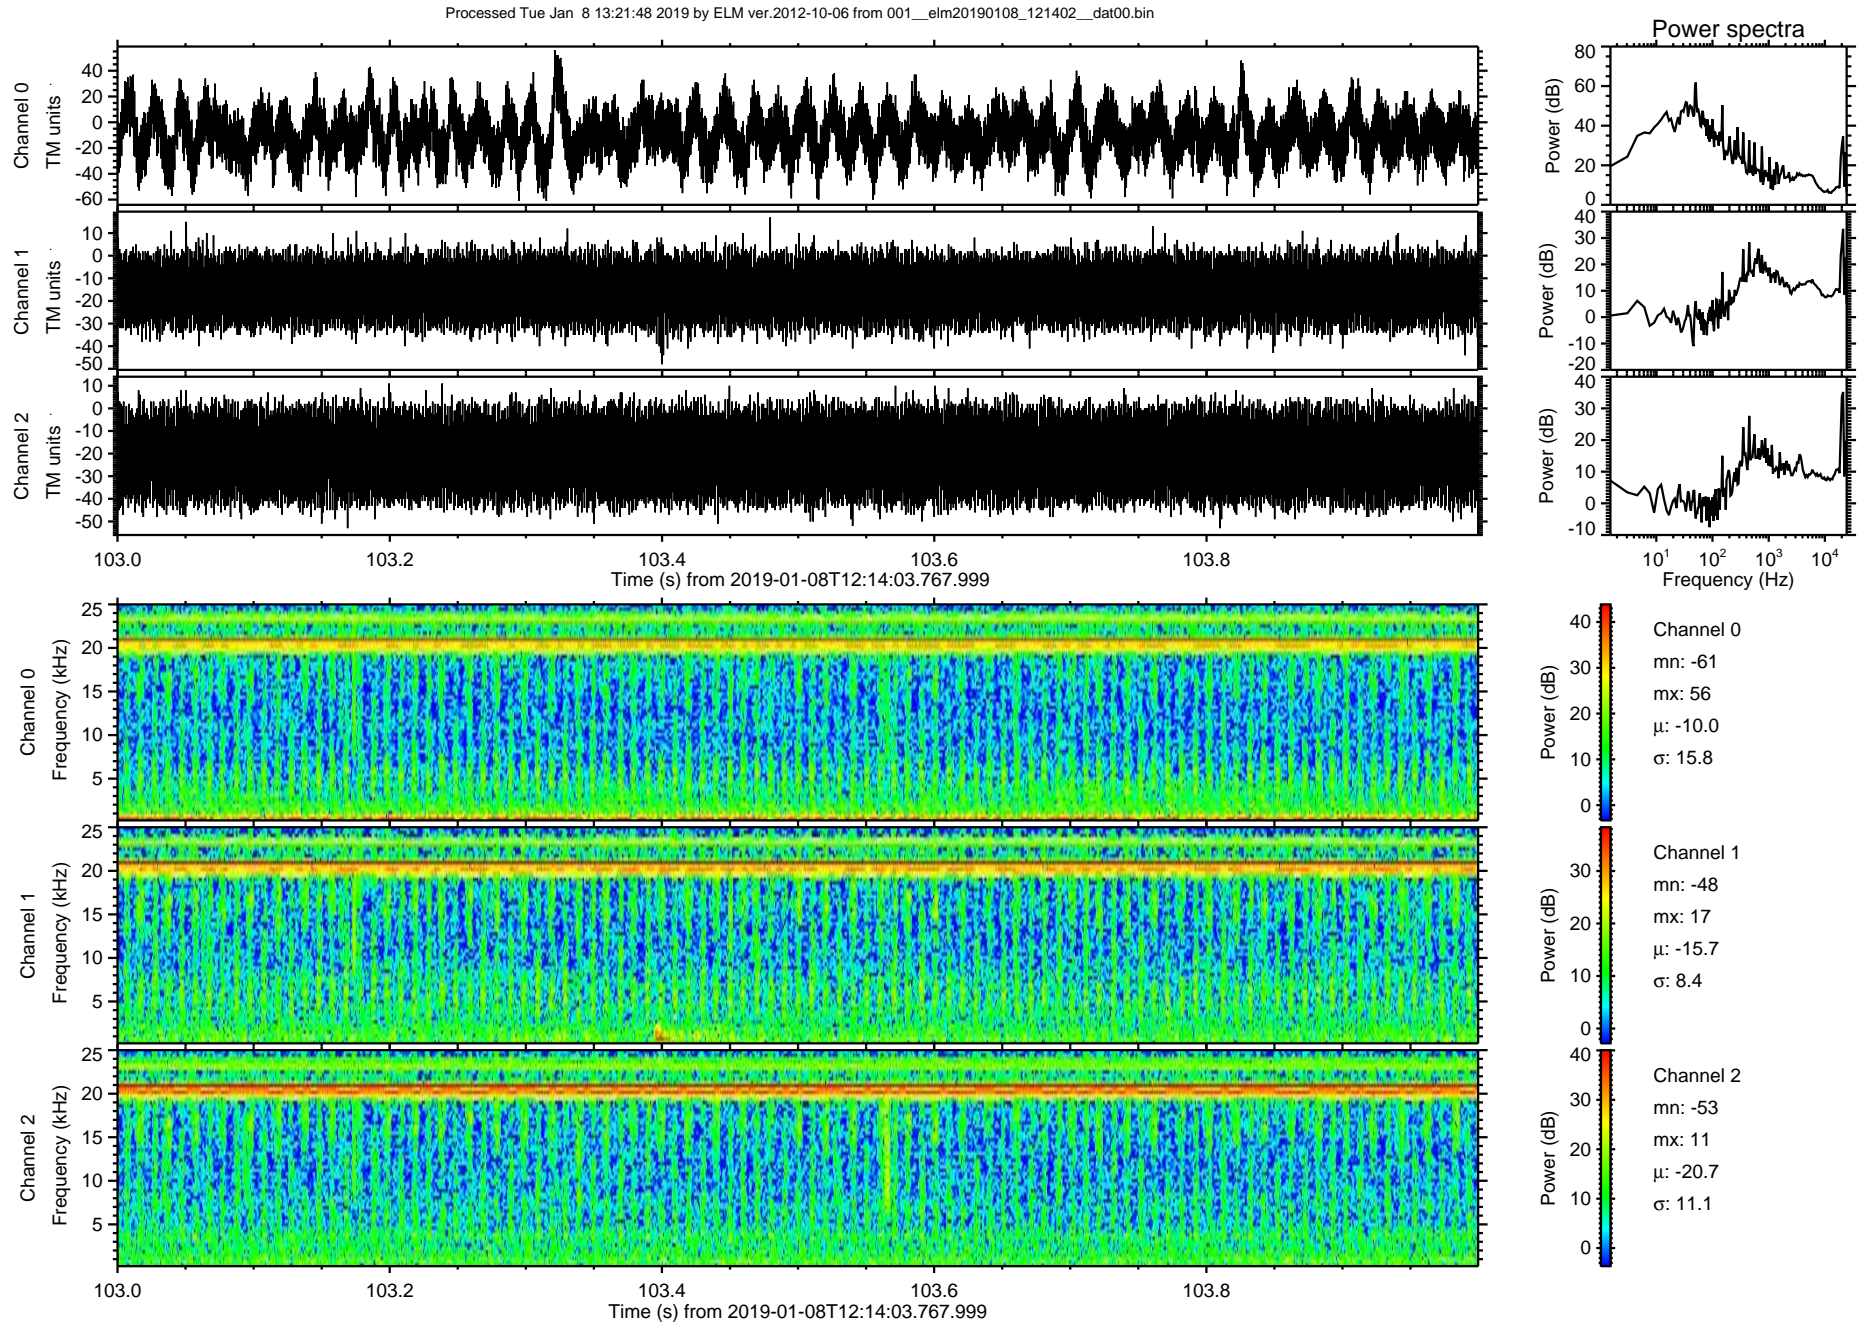 Processed Tue Jan  8 13:21:48 2019 by ELM ver.2012-10-06 from 001__elm20190108_121402__dat00.bin
Power spectra
Channel 0
TM units
40
20
0
-20
-40
-60
Power (dB)
80
60
40
20
0
Channel 1
TM units
10
0
-10
-20
-30
-40
-50
Power (dB)
40
30
20
10
0
-10
-20
Channel 2
TM units
10
0
-10
-20
-30
-40
-50
Power (dB)
40
30
20
10
0
-10
103.0 103.2 103.4 103.6 103.8
Time (s) from 2019-01-08T12:14:03.767.999
10¹ 10² 10³ 10⁴
Frequency (Hz)
Channel 0
Frequency (kHz)
25
20
15
10
5
Power (dB)
40
30
20
10
0
Channel 0
mn: -61
mx: 56
μ: -10.0
σ: 15.8
Channel 1
Frequency (kHz)
25
20
15
10
5
Power (dB)
30
20
10
0
Channel 1
mn: -48
mx: 17
μ: -15.7
σ: 8.4
Channel 2
Frequency (kHz)
25
20
15
10
5
Power (dB)
40
30
20
10
0
Channel 2
mn: -53
mx: 11
μ: -20.7
σ: 11.1
103.0 103.2 103.4 103.6 103.8
Time (s) from 2019-01-08T12:14:03.767.999